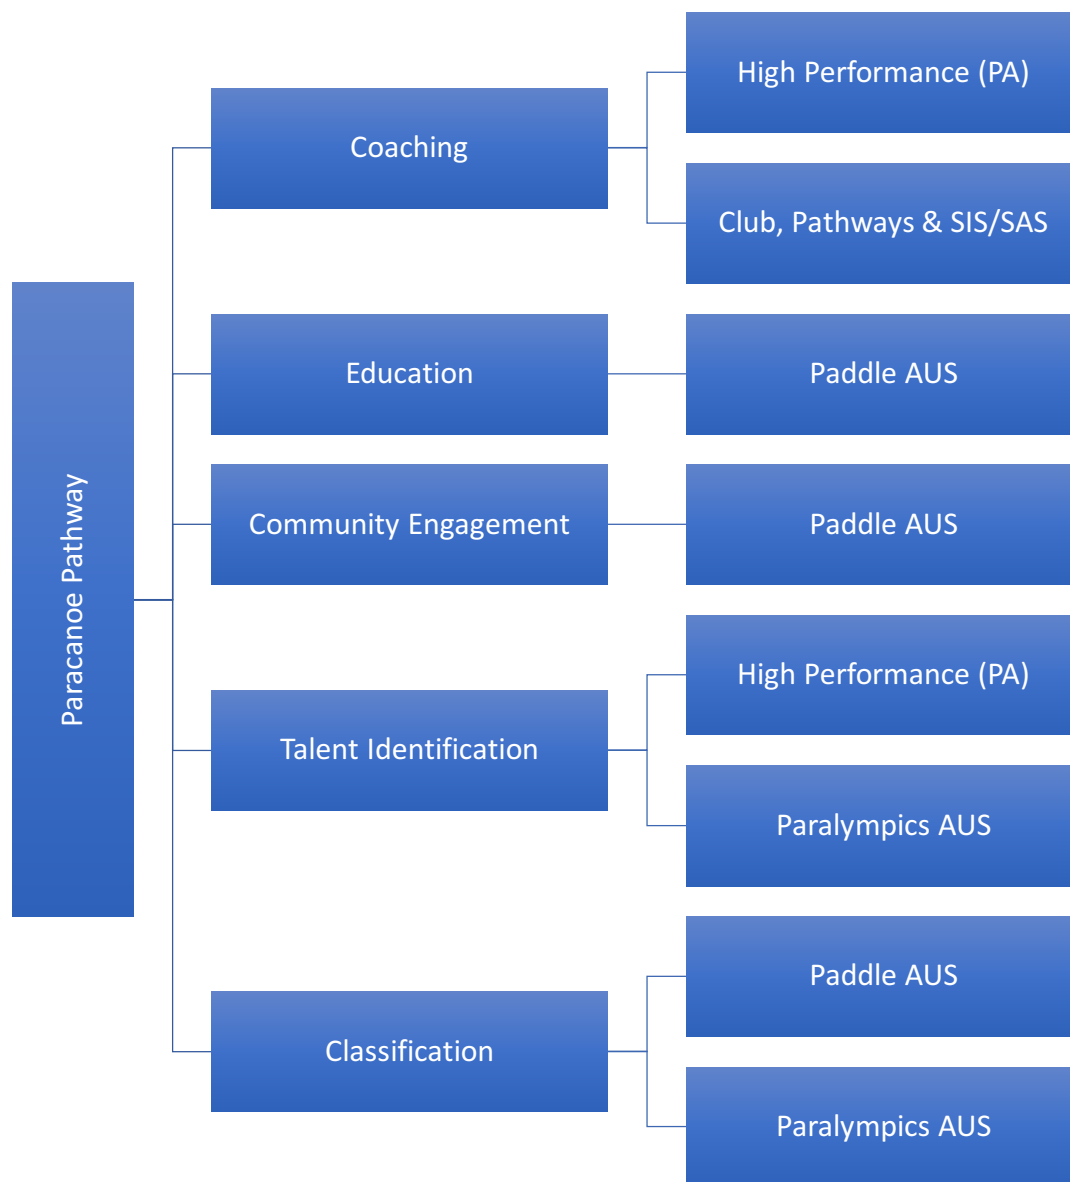 Paracanoe Pathway
Coaching
High Performance (PA)
Club, Pathways & SIS/SAS
Education
Paddle AUS
Community Engagement
Paddle AUS
Talent Identification
High Performance (PA)
Paralympics AUS
Classification
Paddle AUS
Paralympics AUS